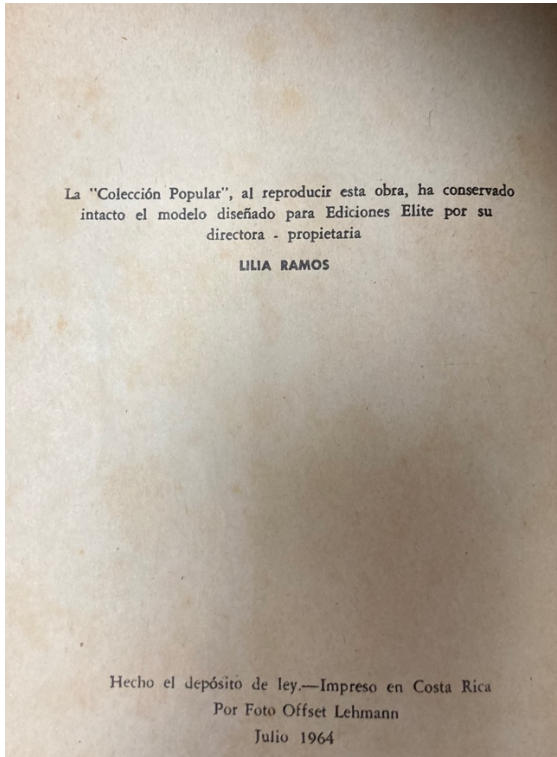 La "Colección Popular", al reproducir esta obra, ha conservado
intacto el modelo diseñado para Ediciones Elite por su
directora - propietaria
LILIA RAMOS
Hecho el depósito de ley.—Impreso en Costa Rica
Por Foto Offset Lehmann
Julio 1964